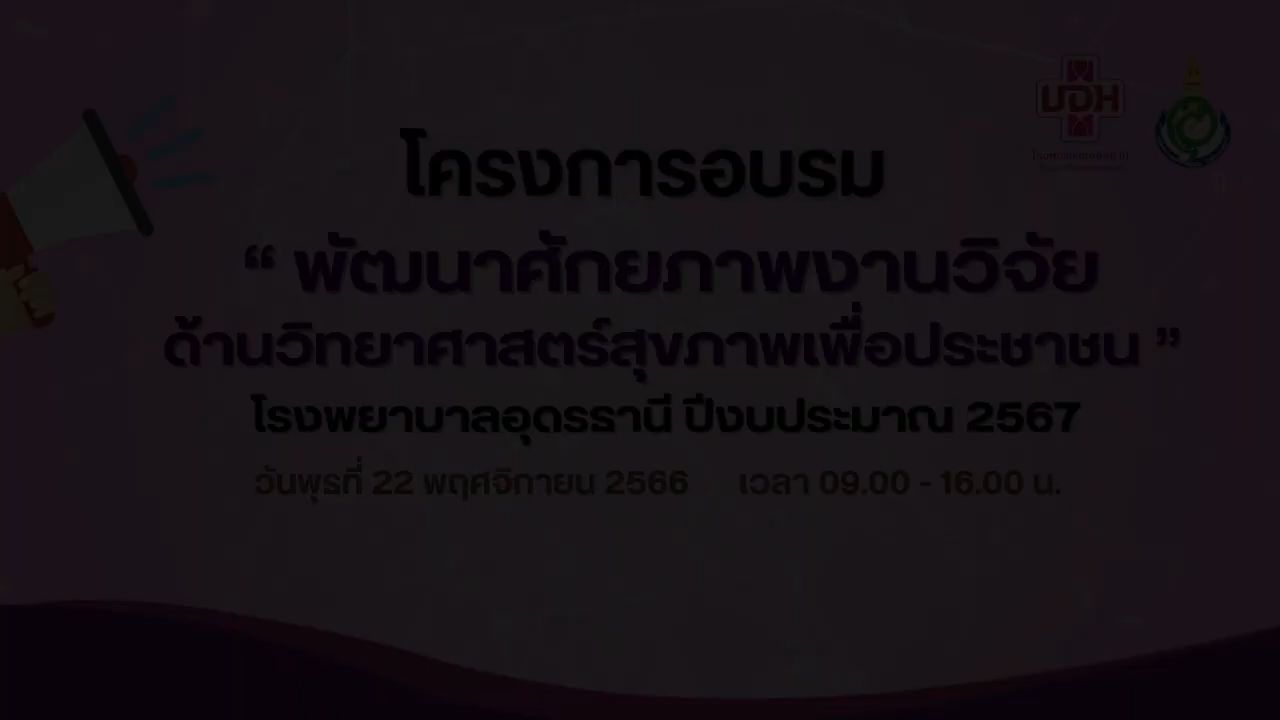 UDH
โครงการอบรม
“ พัฒนาศักยภาพงานวิจัย
ด้านวิทยาศาสตร์สุขภาพเพื่อประชาชน ”
โรงพยาบาลอุดรธานี ปีงบประมาณ 2567
วันพุธที่ 22 พฤศจิกายน 2566 เวลา 09.00 - 16.00 น.